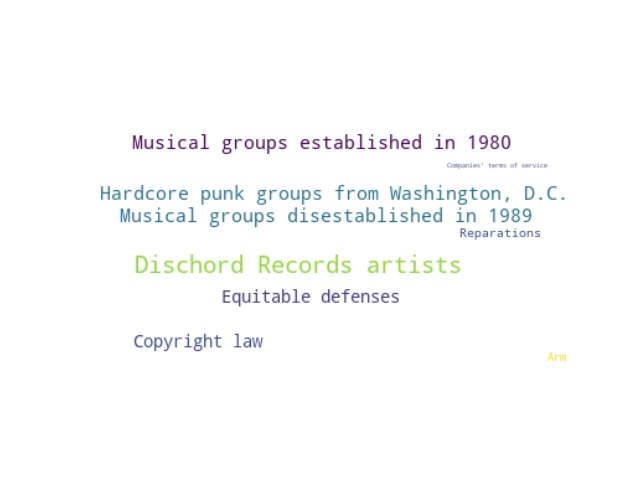 Musical groups established in 1980
Companies' terms of service
Hardcore punk groups from Washington, D.C.
Musical groups disestablished in 1989
Reparations
Dischord Records artists
Equitable defenses
Copyright law
Arm